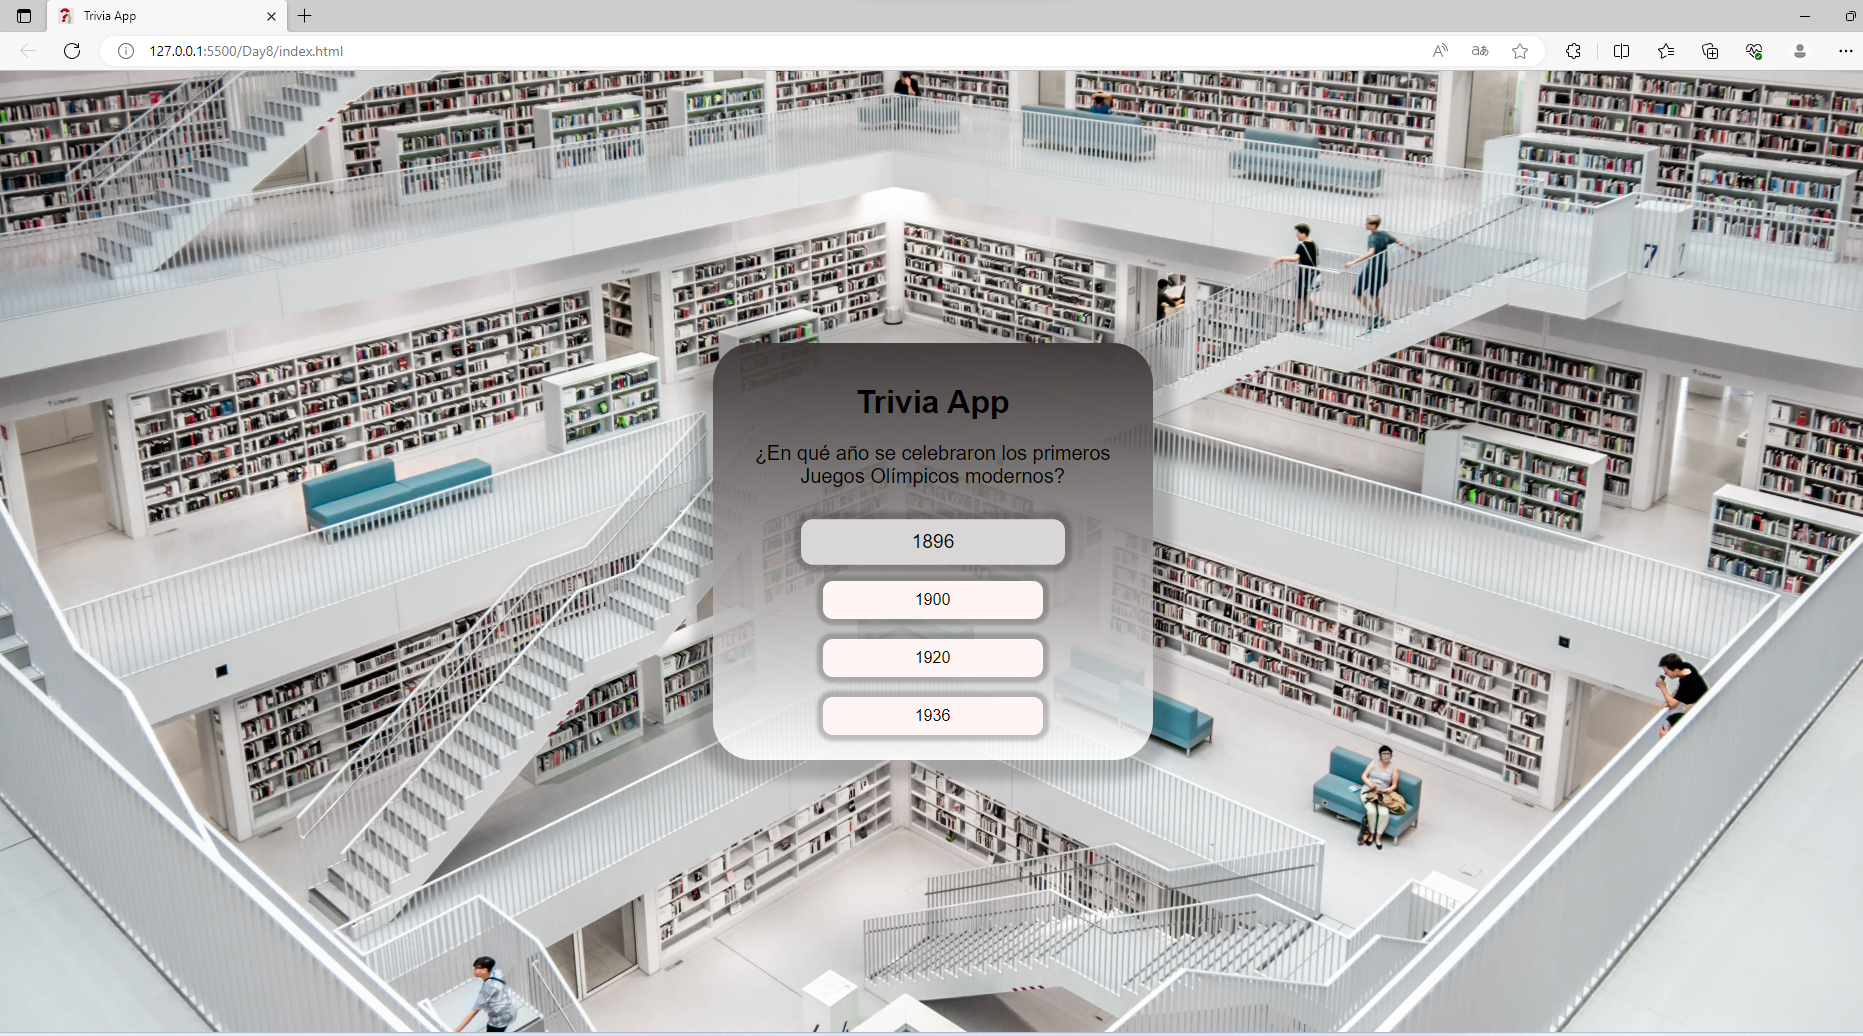 Trivia App
127.0.0.1:5500/Day8/index.html
7
Trivia App
¿En qué año se celebraron los primeros
Juegos Olímpicos modernos?
1896
1900
1920
1936